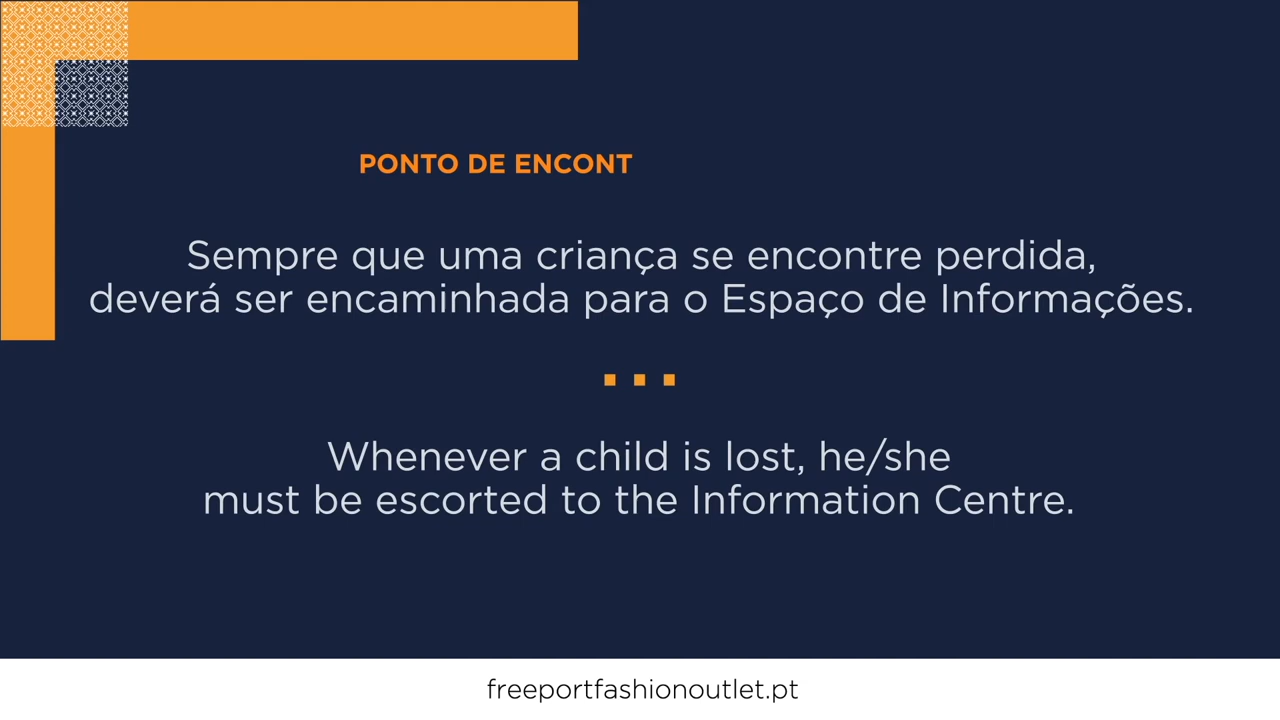 PONTO DE ENCONT
Sempre que uma criança se encontre perdida,
deverá ser encaminhada para o Espaço de Informações.
Whenever a child is lost, he/she
must be escorted to the Information Centre.
freeportfashionoutlet.pt